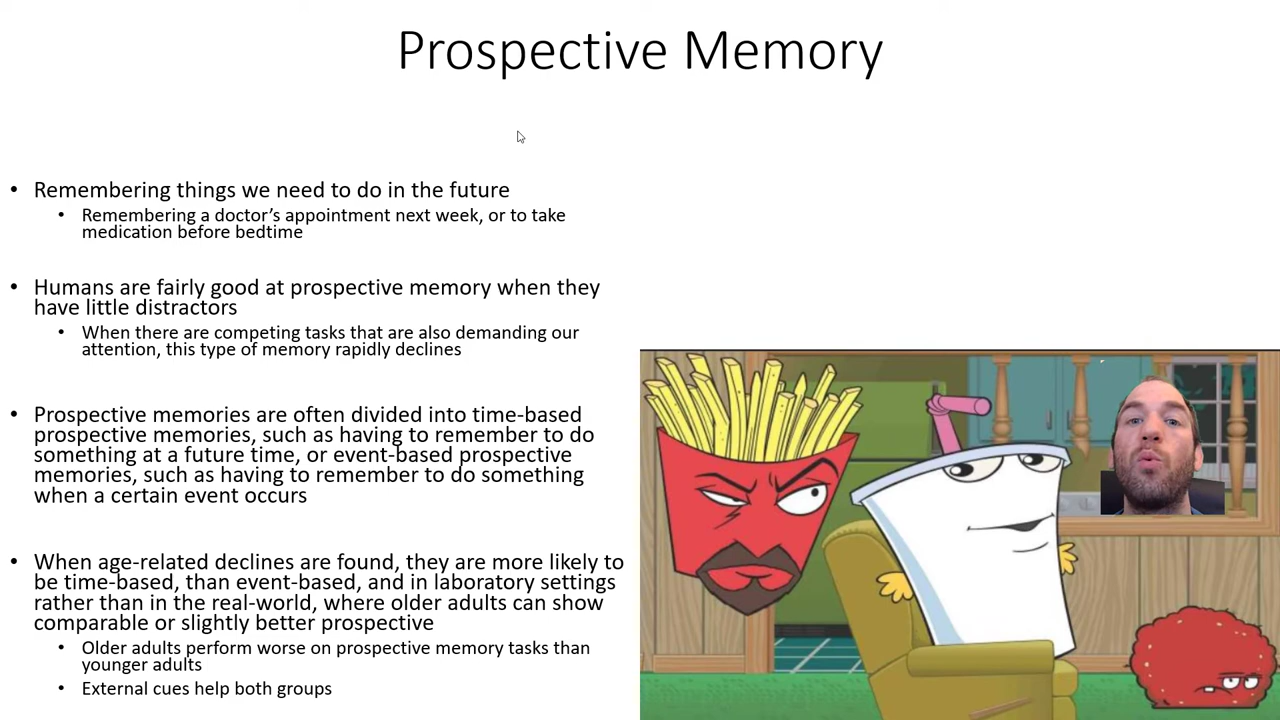 Prospective Memory
• Remembering things we need to do in the future
• Remembering a doctor’s appointment next week, or to take
medication before bedtime
• Humans are fairly good at prospective memory when they
have little distractors
• When there are competing tasks that are also demanding our
attention, this type of memory rapidly declines
• Prospective memories are often divided into time-based
prospective memories, such as having to remember to do
something at a future time, or event-based prospective
memories, such as having to remember to do something
when a certain event occurs
• When age-related declines are found, they are more likely to
be time-based, than event-based, and in laboratory settings
rather than in the real-world, where older adults can show
comparable or slightly better prospective
• Older adults perform worse on prospective memory tasks than
younger adults
• External cues help both groups